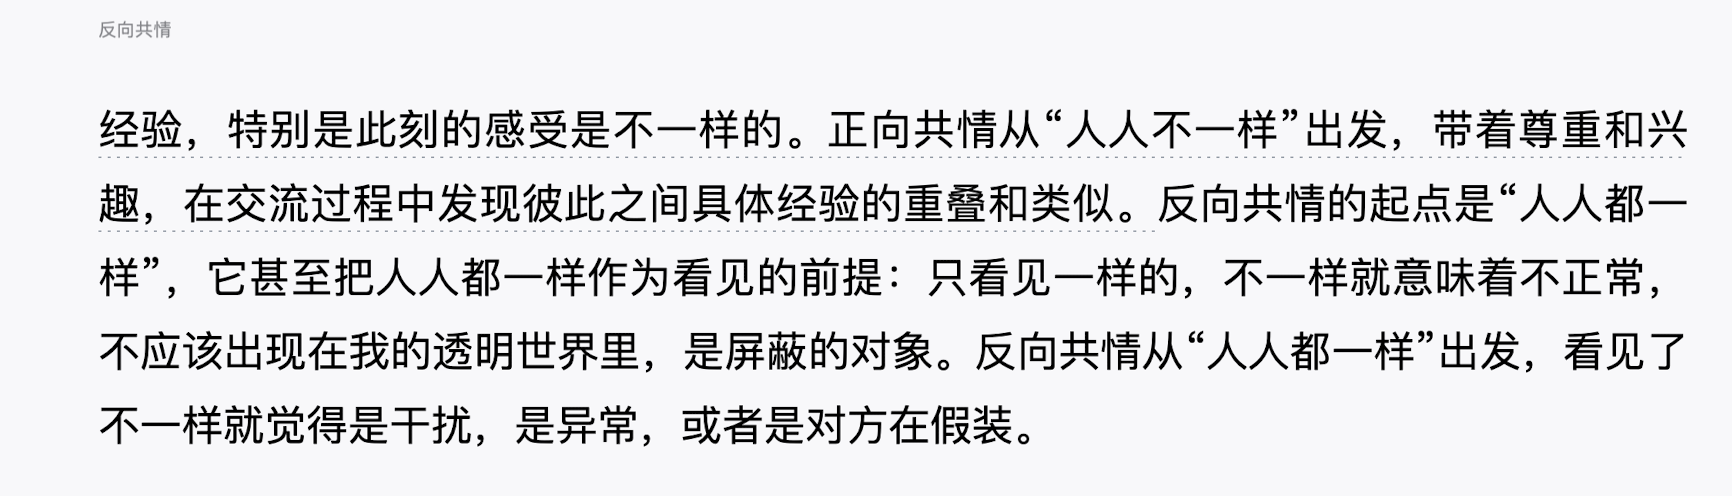 反向共情
经验，特别是此刻的感受是不一样的。正向共情从“人人不一样”出发，带着尊重和兴
趣，在交流过程中发现彼此之间具体经验的重叠和类似。反向共情的起点是“人人都一
样”，它甚至把人人都一样作为看见的前提：只看见一样的，不一样就意味着不正常，
不应该出现在我的透明世界里，是屏蔽的对象。反向共情从“人人都一样”出发，看见了
不一样就觉得是干扰，是异常，或者是对方在假装。